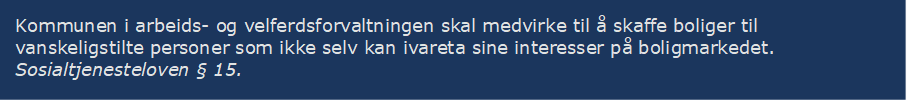 Kommunen i arbeids- og velferdsforvaltningen skal medvirke til å skaffe boliger til
vanskeligstilte personer som ikke selv kan ivareta sine interesser på boligmarkedet.
Sosialtjenesteloven § 15.